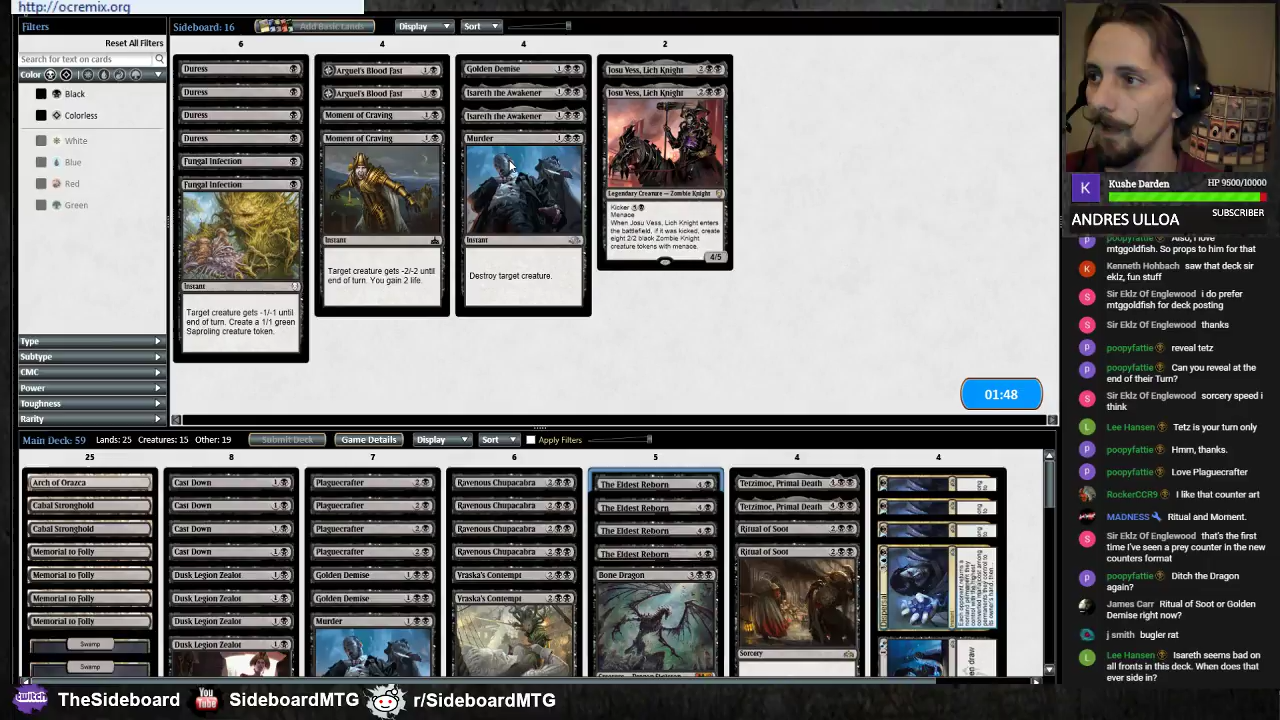 http://ocremix.org
Filters
Reset All Filters
Search for text on cards
Color
Black
Colorless
White
Blue
Red
Green
Type
Subtype
CMC
Power
Toughness
Rarity
Sideboard: 16
Add Basic Lands
Display
Sort
6
4
4
2
Duress
Duress
Duress
Duress
Fungal Infection
Fungal Infection
Instant
Target creature gets -1/-1 until
end of turn. Create a 1/1 green
Saproling creature token.
Arguel's Blood Fast
Arguel's Blood Fast
Moment of Craving
Moment of Craving
Instant
Target creature gets -2/-2 until
end of turn. You gain 2 life.
Golden Demise
Isareth the Awakener
Isareth the Awakener
Murder
Instant
Destroy target creature.
Josu Vess, Lich Knight
Josu Vess, Lich Knight
Legendary Creature — Zombie Knight
Kicker
Menace
When Josu Vess, Lich Knight enters
the battlefield, if it was kicked, create
eight 2/2 black Zombie Knight
creature tokens with menace.
4/5
01:48
Main Deck: 59
Lands: 25
Creatures: 15
Other: 19
Submit Deck
Game Details
Display
Sort
Apply Filters
25
8
7
6
5
4
4
Arch of Orazca
Cabal Stronghold
Cabal Stronghold
Memorial to Folly
Memorial to Folly
Memorial to Folly
Memorial to Folly
Swamp
Swamp
Cast Down
Cast Down
Cast Down
Cast Down
Dusk Legion Zealot
Dusk Legion Zealot
Dusk Legion Zealot
Dusk Legion Zealot
Plaguecrafter
Plaguecrafter
Plaguecrafter
Plaguecrafter
Golden Demise
Golden Demise
Murder
Ravenous Chupacabra
Ravenous Chupacabra
Ravenous Chupacabra
Ravenous Chupacabra
Vraska's Contempt
Vraska's Contempt
The Eldest Reborn
The Eldest Reborn
The Eldest Reborn
The Eldest Reborn
Bone Dragon
Tetzimoc, Primal Death
Tetzimoc, Primal Death
Ritual of Soot
Ritual of Soot
Sorcery
Kushe Darden
HP 9500/10000
ANDRES ULLOA
SUBSCRIBER
poopyfattie Also, I love
mtggoldfish. So props to him for that
Kenneth Hohbach saw that deck sir
eklz, fun stuff
Sir Eklz Of Englewood i do prefer
mtggoldfish for deck posting
Sir Eklz Of Englewood thanks
poopyfattie reveal tetz
poopyfattie Can you reveal at the
end of their Turn?
Sir Eklz Of Englewood sorcery speed i
think
Lee Hansen Tetz is your turn only
poopyfattie Hmm, thanks.
poopyfattie Love Plaguecrafter
RockerCCR9 I like that counter art
MADNESS Ritual and Moment.
Sir Eklz Of Englewood that's the first
time I've seen a prey counter in the new
counters format
poopyfattie Ditch the Dragon
again?
James Carr Ritual of Soot or Golden
Demise right now?
j smith bugler rat
Lee Hansen Isareth seems bad on
all fronts in this deck. When does that
ever side in?
twitch TheSideboard
You Tube SideboardMTG
r/SideboardMTG